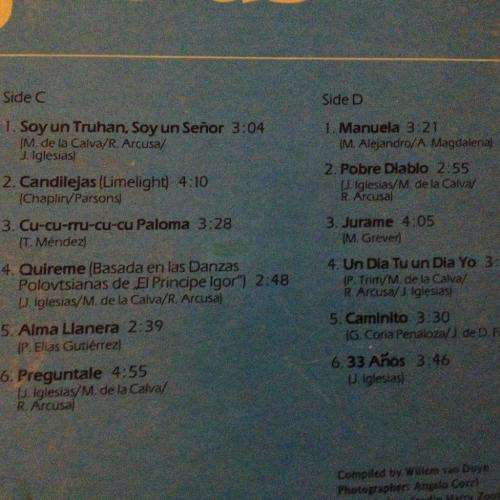 Side C
1. Soy un Truhan, Soy un Señor 3:04
(M. de la Calva/R. Arcusa/
J. Iglesias)
2. Candilejas (Limelight) 4:10
(Chaplin/Parsons)
3. Cu-cu-rru-cu-cu Paloma 3:28
(T. Méndez)
4. Quireme (Basada en las Danzas
Polovtsianas de „El Principe Igor") 2:48
(J. Iglesias/M. de la Calva/R. Arcusa)
5. Alma Llanera 2:39
(P. Elias Gutiérrez)
6. Preguntale 4:55
(J. Iglesias/M. de la Calva/
R. Arcusa)
Side D
1. Manuela 3:21
(M. Alejandro/A. Magdalena)
2. Pobre Diablo 2:55
(J. Iglesias/M. de la Calva/
R. Arcusa)
3. Jurame 4:05
(M. Grever)
4. Un Dia Tu un Dia Yo 3:
(P. Trim/M. de la Calva/
R. Arcusa/J. Iglesias)
5. Caminito 3:30
(G. Coria Penaloza/J. de D. F
6. 33 Años 3:46
(J. Iglesias)
Compiled by Willem van Duyn
Photographer: Angelo Cozzi